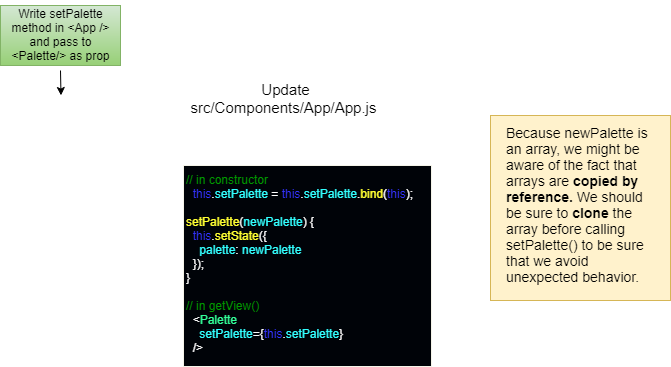 Write setPalette
method in <App />
and pass to
<Palette/> as prop
Update
src/Components/App/App.js
// in constructor
this.setPalette = this.setPalette.bind(this);
setPalette(newPalette) {
this.setState({
palette: newPalette
});
}
// in getView()
<Palette
setPalette={this.setPalette}
/>
Because newPalette is
an array, we might be
aware of the fact that
arrays are copied by
reference. We should
be sure to clone the
array before calling
setPalette() to be sure
that we avoid
unexpected behavior.